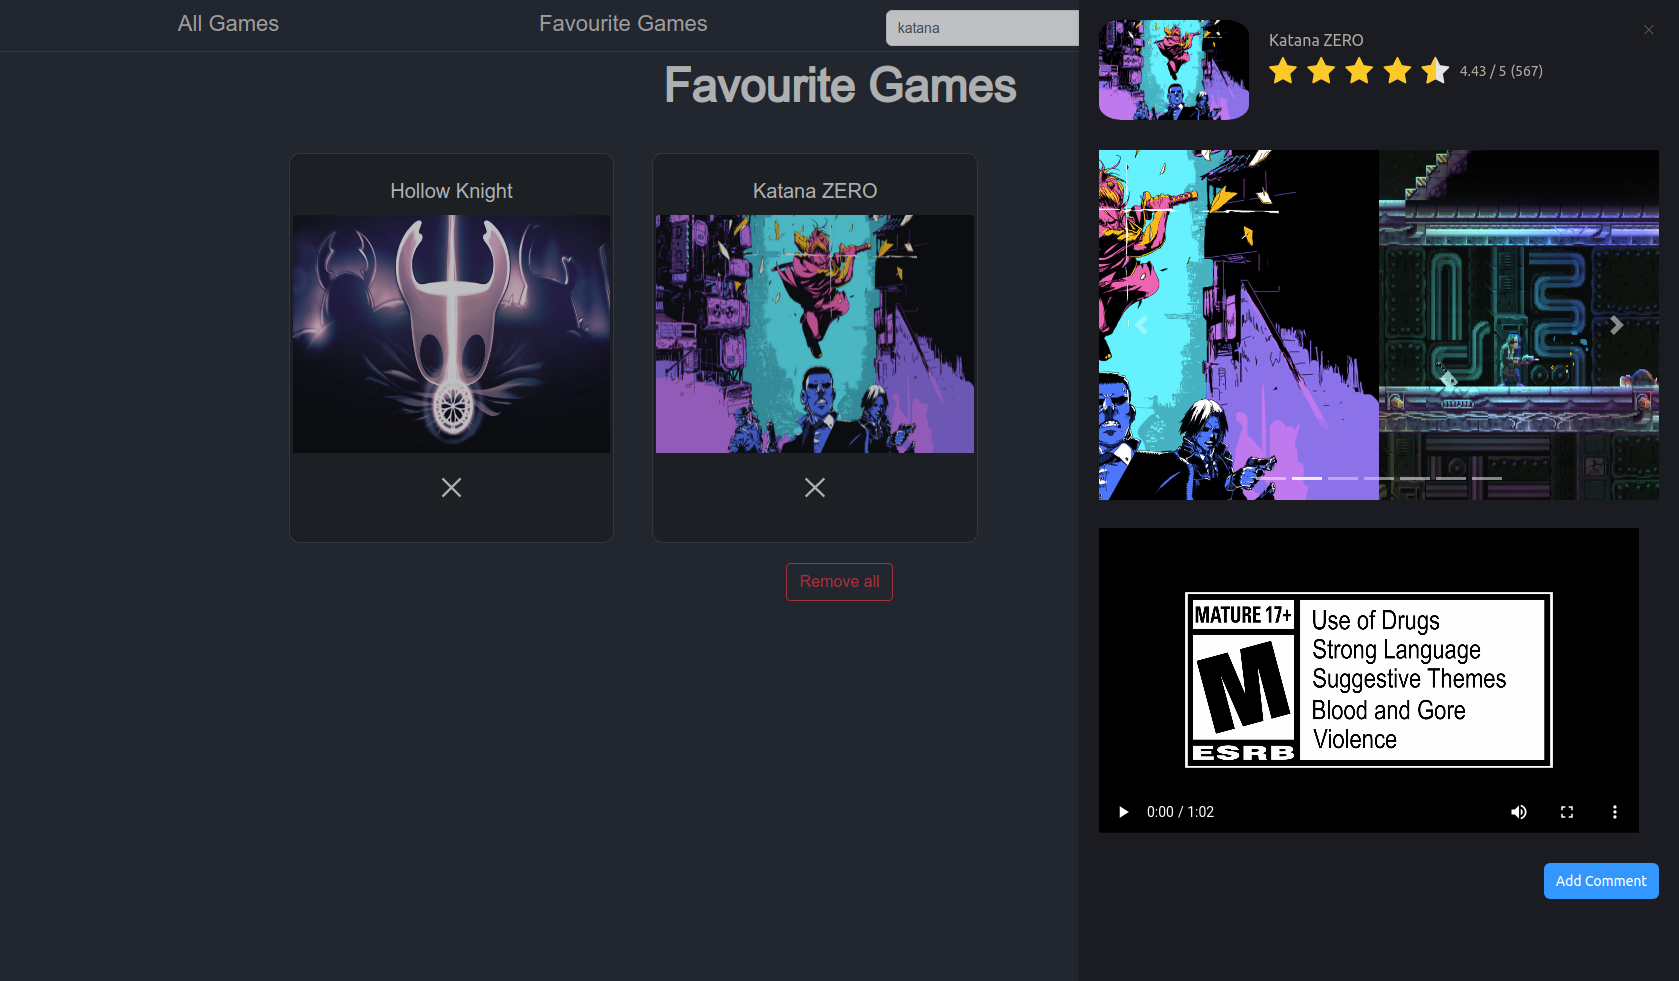 All Games
Favourite Games
katana
Favourite Games
Hollow Knight
Katana ZERO
Remove all
Katana ZERO
4.43 / 5 (567)
MATURE 17+
M
ESRB
Use of Drugs
Strong Language
Suggestive Themes
Blood and Gore
Violence
0:00 / 1:02
Add Comment